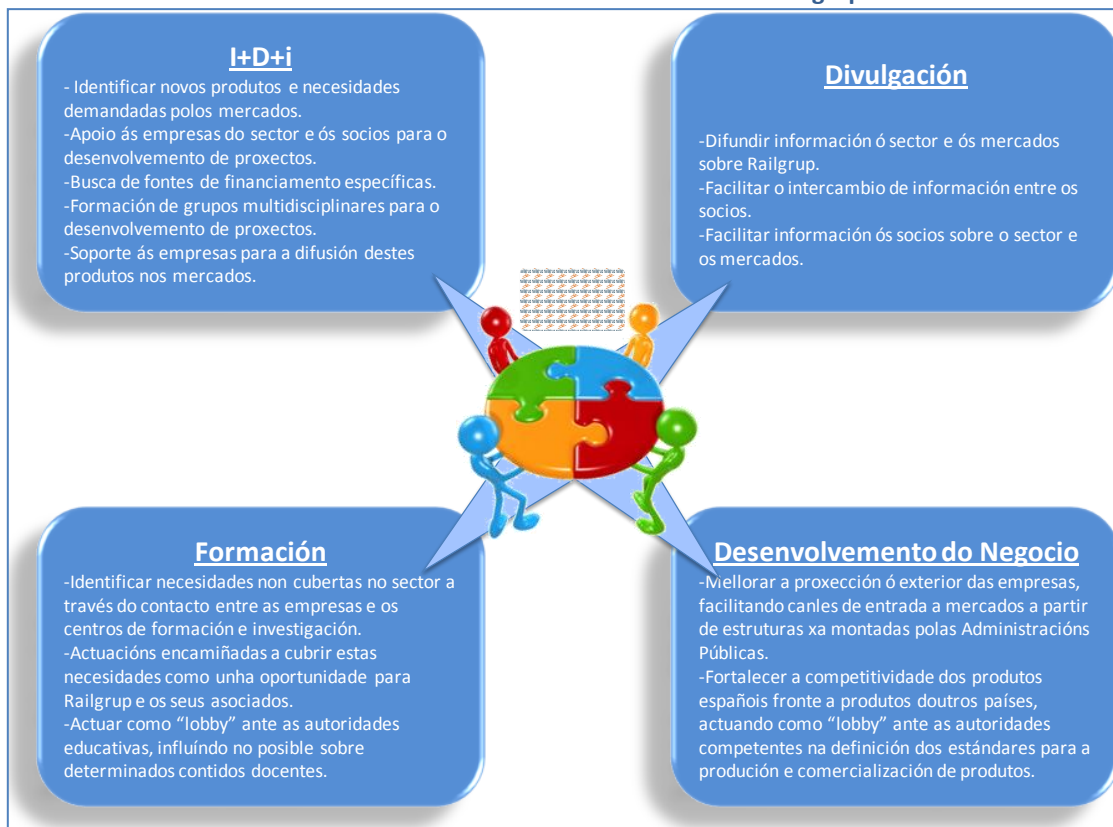 I+D+i
- Identificar novos produtos e necesidades
demandadas polos mercados.
-Apoio ás empresas do sector e ós socios para o
desenvolvemento de proxectos.
-Busca de fontes de financiamento específicas.
-Formación de grupos multidisciplinares para o
desenvolvemento de proxectos.
-Soporte ás empresas para a difusión destes
produtos nos mercados.
Divulgación
-Difundir información ó sector e ós mercados
sobre Railgrup.
-Facilitar o intercambio de información entre os
socios.
-Facilitar información ós socios sobre o sector e
os mercados.
Formación
-Identificar necesidades non cubertas no sector a
través do contacto entre as empresas e os
centros de formación e investigación.
-Actuacións encamiñadas a cubrir estas
necesidades como unha oportunidade para
Railgrup e os seus asociados.
-Actuar como “lobby” ante as autoridades
educativas, influíndo no posible sobre
determinados contidos docentes.
Desenvolvemento do Negocio
-Mellorar a proxección ó exterior das empresas,
facilitando canles de entrada a mercados a partir
de estruturas xa montadas polas Administracións
Públicas.
-Fortalecer a competitividade dos produtos
españois fronte a produtos doutros países,
actuando como “lobby” ante as autoridades
competentes na definición dos estándares para a
produción e comercialización de produtos.